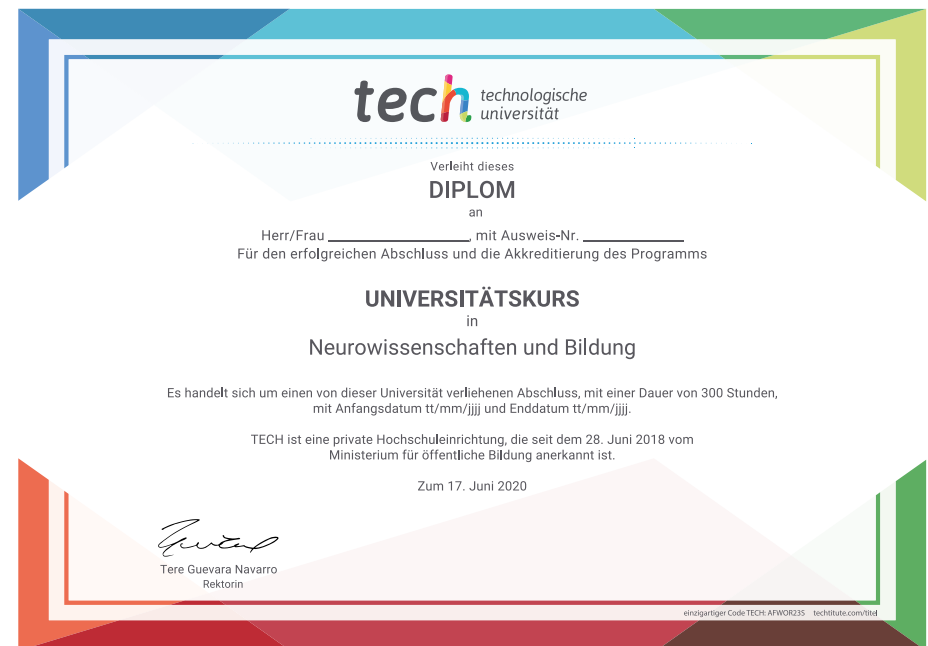 tech technologische
universität
Verleiht dieses
DIPLOM
an
Herr/Frau ____________________, mit Ausweis-Nr. ______________
Für den erfolgreichen Abschluss und die Akkreditierung des Programms
UNIVERSITÄTSKURS
in
Neurowissenschaften und Bildung
Es handelt sich um einen von dieser Universität verliehenen Abschluss, mit einer Dauer von 300 Stunden,
mit Anfangsdatum tt/mm/jjjj und Enddatum tt/mm/jjjj.
TECH ist eine private Hochschuleinrichtung, die seit dem 28. Juni 2018 vom
Ministerium für öffentliche Bildung anerkannt ist.
Zum 17. Juni 2020
Tere Guevara Navarro
Rektorin
einzigartiger Code TECH: AFWOR23S techtitute.com/titel